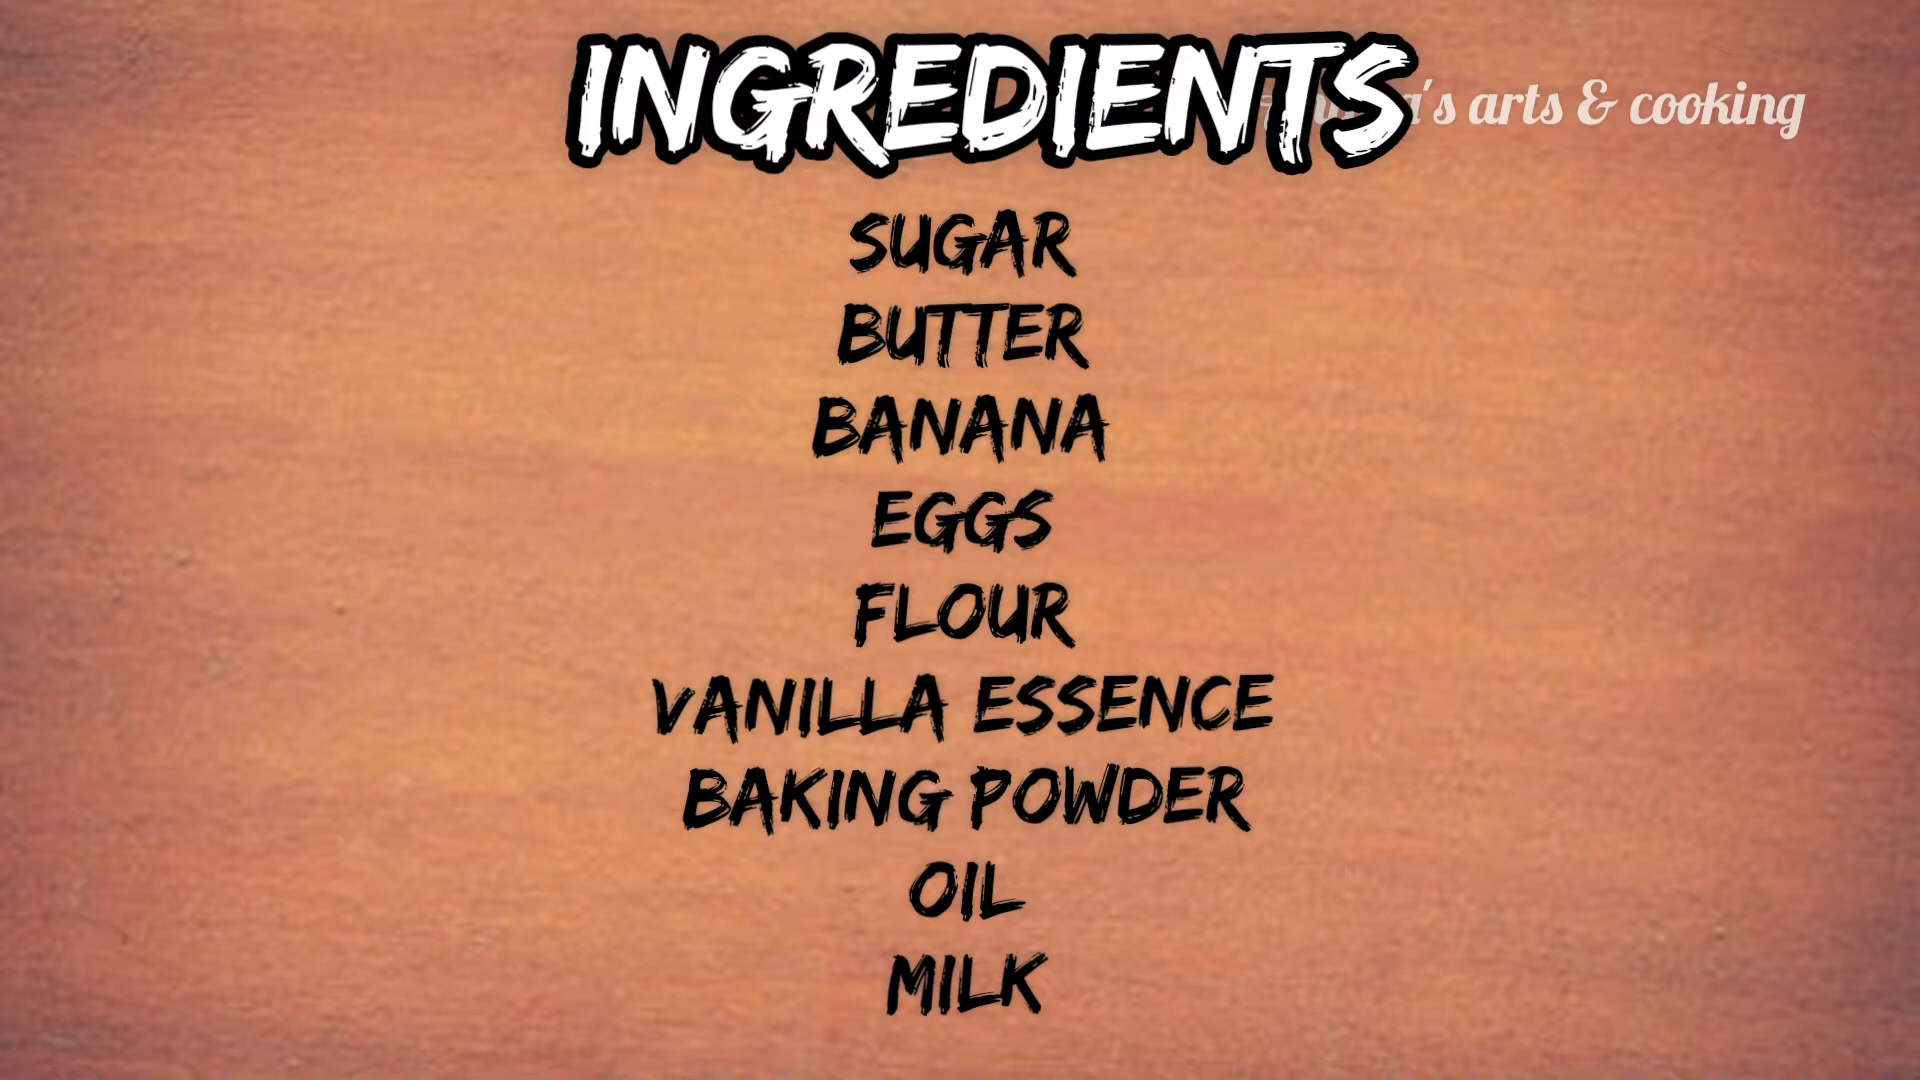 INGREDIENTS
's arts & cooking
SUGAR
BUTTER
BANANA
EGGS
FLOUR
VANILLA ESSENCE
BAKING POWDER
OIL
MILK